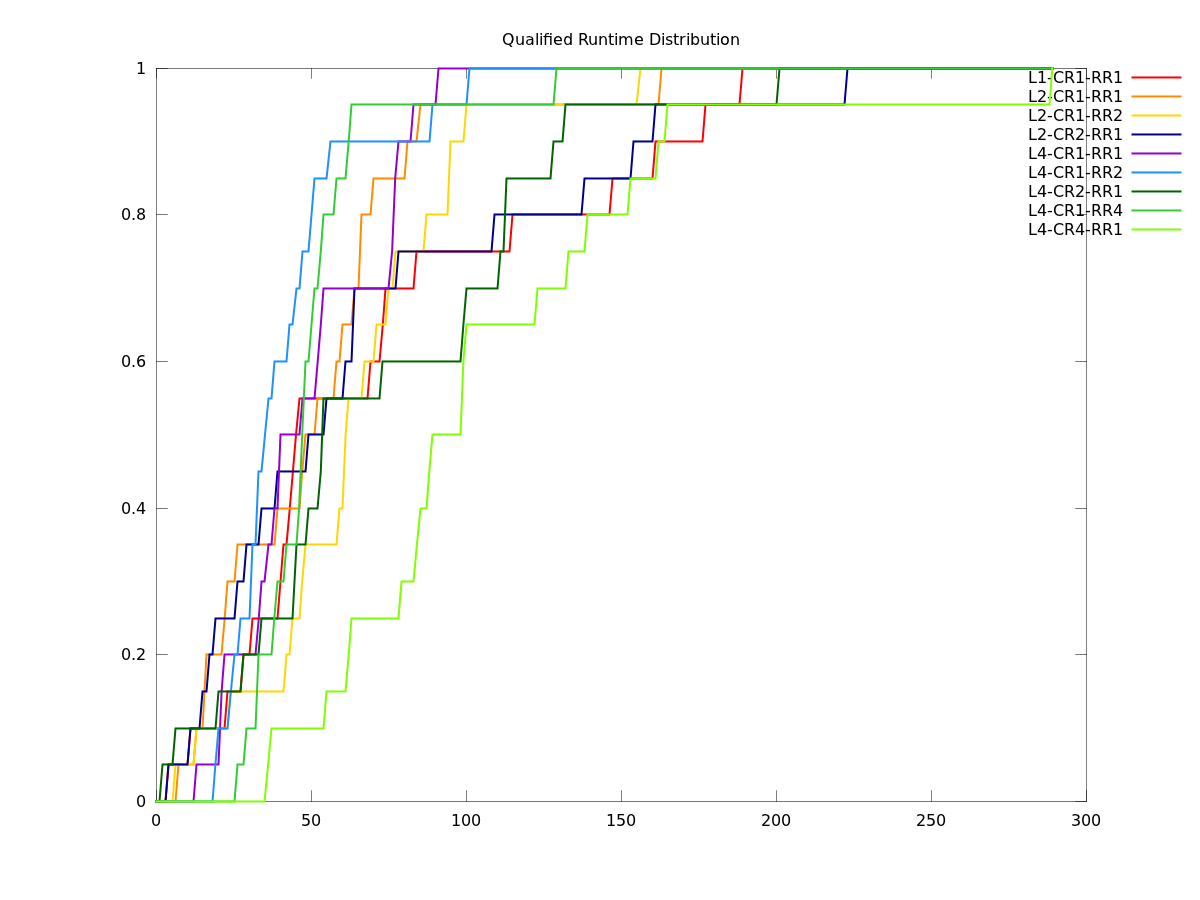 Qualified Runtime Distribution
1
0.8
0.6
0.4
0.2
0
0 50 100 150 200 250 300
L1-CR1-RR1
L2-CR1-RR1
L2-CR1-RR2
L2-CR2-RR1
L4-CR1-RR1
L4-CR1-RR2
L4-CR2-RR1
L4-CR1-RR4
L4-CR4-RR1